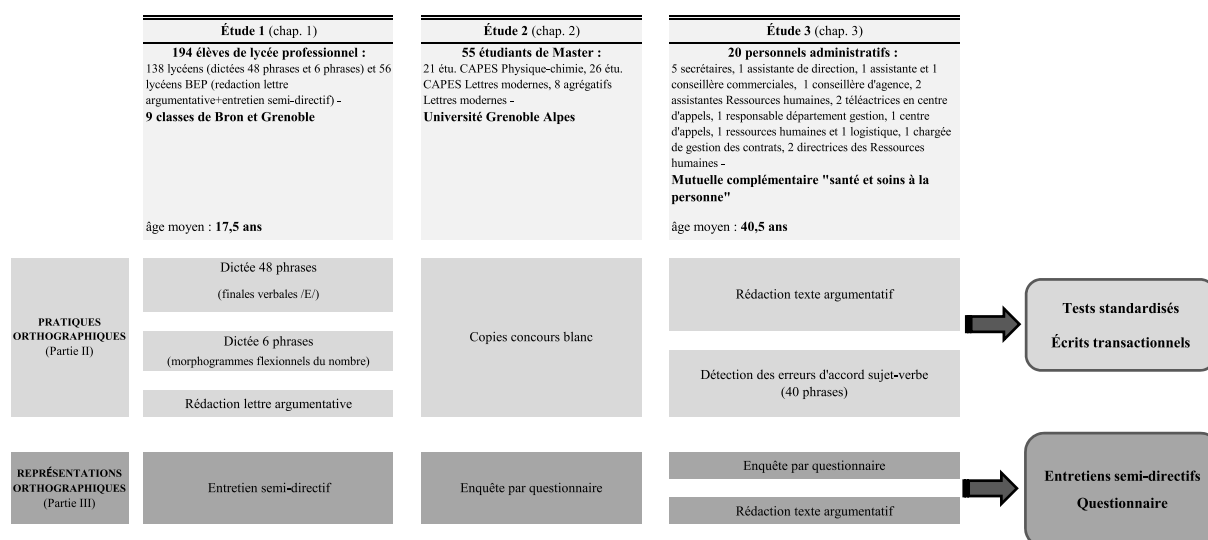 Étude 1 (chap. 1)
194 élèves de lycée professionnel :
138 lycéens (dictées 48 phrases et 6 phrases) et 56
lycéens BEP (redaction lettre
argumentative+entretien semi-directif) -
9 classes de Bron et Grenoble
âge moyen : 17,5 ans
Étude 2 (chap. 2)
55 étudiants de Master :
21 étu. CAPES Physique-chimie, 26 étu.
CAPES Lettres modernes, 8 agrégatifs
Lettres modernes -
Université Grenoble Alpes
Étude 3 (chap. 3)
20 personnels administratifs :
5 secrétaires, 1 assistante de direction, 1 assistante et 1
conseillère commerciales, 1 conseillère d'agence, 2
assistantes Ressources humaines, 2 téléactrices en centre
d'appels, 1 responsable département gestion, 1 centre
d'appels, 1 ressources humaines et 1 logistique, 1 chargée
de gestion des contrats, 2 directrices des Ressources
humaines -
Mutuelle complémentaire "santé et soins à la
personne"
âge moyen : 40,5 ans
PRATIQUES
ORTHOGRAPHIQUES
(Partie II)
Dictée 48 phrases
(finales verbales /E/)
Dictée 6 phrases
(morphogrammes flexionnels du nombre)
Rédaction lettre argumentative
Copies concours blanc
Rédaction texte argumentatif
Détection des erreurs d'accord sujet-verbe
(40 phrases)
Tests standardisés
Écrits transactionnels
REPRÉSENTATIONS
ORTHOGRAPHIQUES
(Partie III)
Entretien semi-directif
Enquête par questionnaire
Enquête par questionnaire
Rédaction texte argumentatif
Entretiens semi-directifs
Questionnaire